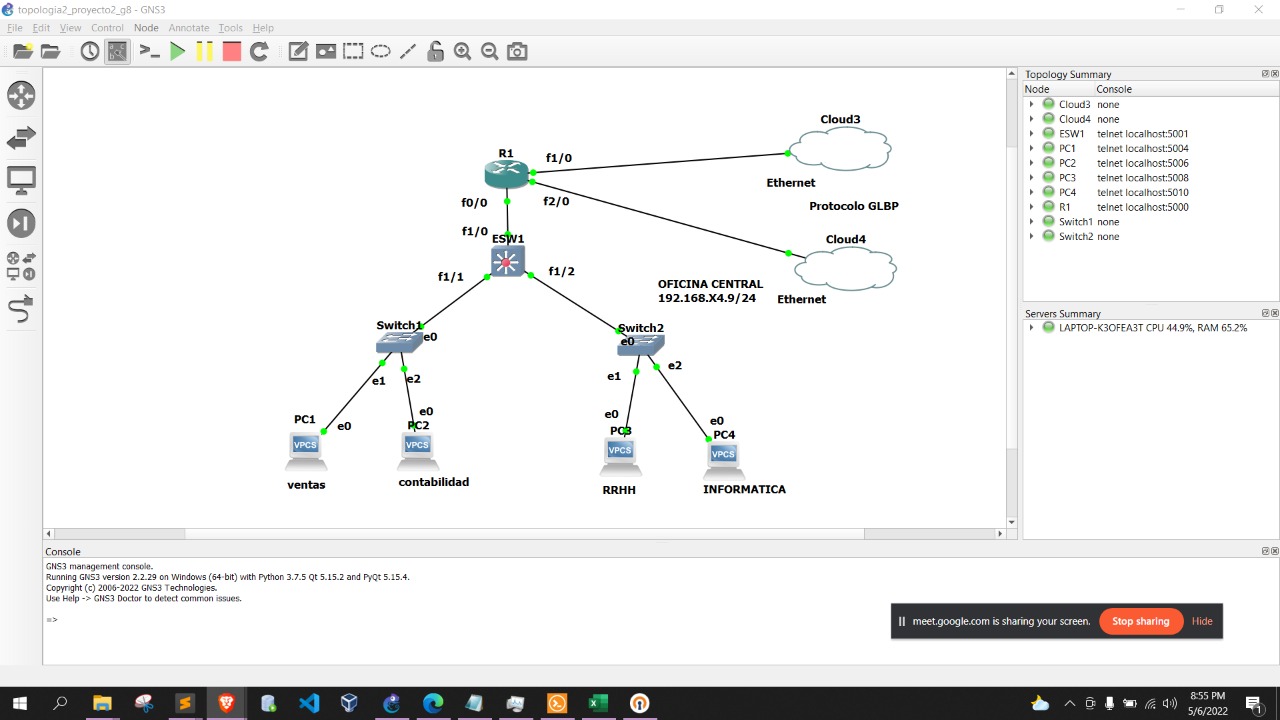 topologia2_proyecto2_g8 - GNS3
File Edit View Control Node Annotate Tools Help
Topology Summary
Node Console
Cloud3 none
Cloud4 none
ESW1 telnet localhost:5001
PC1 telnet localhost:5004
PC2 telnet localhost:5006
PC3 telnet localhost:5008
PC4 telnet localhost:5010
R1 telnet localhost:5000
Switch1 none
Switch2 none
Servers Summary
LAPTOP-K3OFEA3T CPU 44.9%, RAM 65.2%
Cloud3
R1
f1/0
Ethernet
f0/0
f2/0
Protocolo GLBP
f1/0
ESW1
Cloud4
f1/1
f1/2
OFICINA CENTRAL
192.168.X4.9/24
Ethernet
Switch1
e0
Switch2
e0
e1
e2
e1
e2
PC1
e0
e0
PC2
e0
PC3
e0
PC4
VPCS
VPCS
VPCS
VPCS
ventas
contabilidad
RRHH
INFORMATICA
Console
GNS3 management console.
Running GNS3 version 2.2.29 on Windows (64-bit) with Python 3.7.5 Qt 5.15.2 and PyQt 5.15.4.
Copyright (c) 2006-2022 GNS3 Technologies.
Use Help -> GNS3 Doctor to detect common issues.
=>
meet.google.com is sharing your screen.
Stop sharing
Hide
8:55 PM
5/6/2022
1